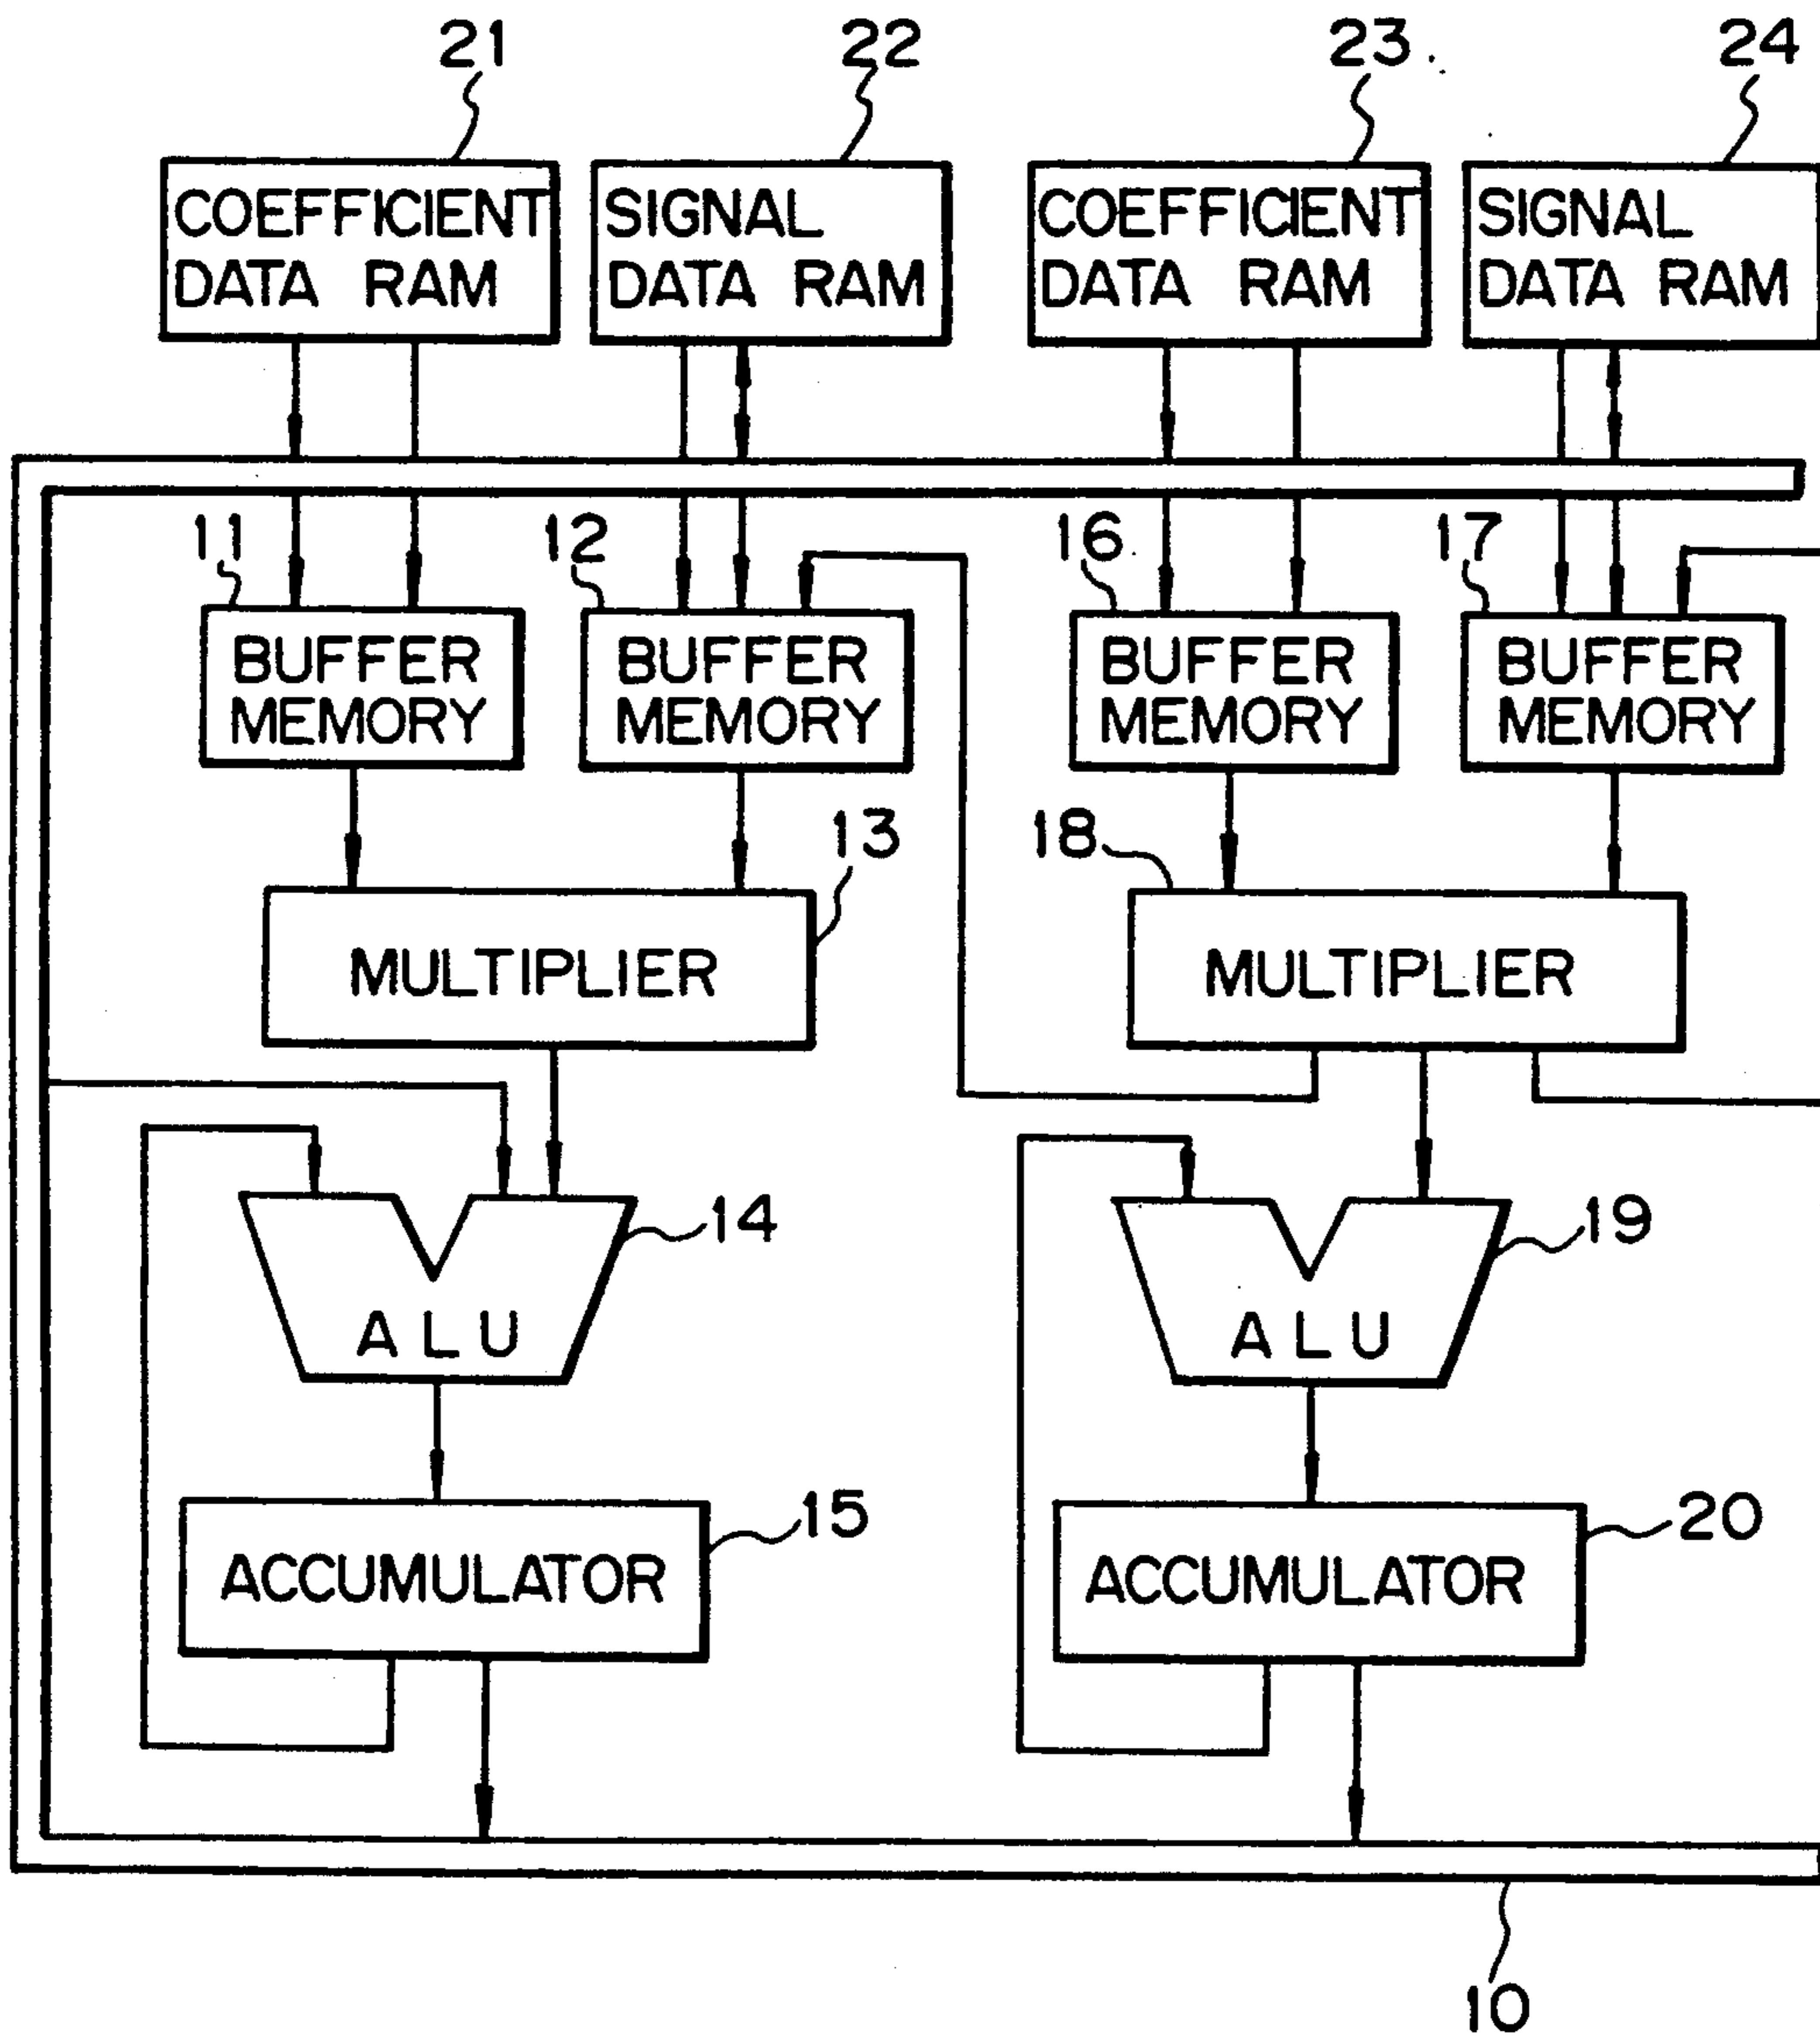 21
22
23
24
COEFFICIENT
DATA RAM
SIGNAL
DATA RAM
COEFFICIENT
DATA RAM
SIGNAL
DATA RAM
11
12
16
17
BUFFER
MEMORY
BUFFER
MEMORY
BUFFER
MEMORY
BUFFER
MEMORY
13
18
MULTIPLIER
MULTIPLIER
14
19
ALU
ALU
15
20
ACCUMULATOR
ACCUMULATOR
10